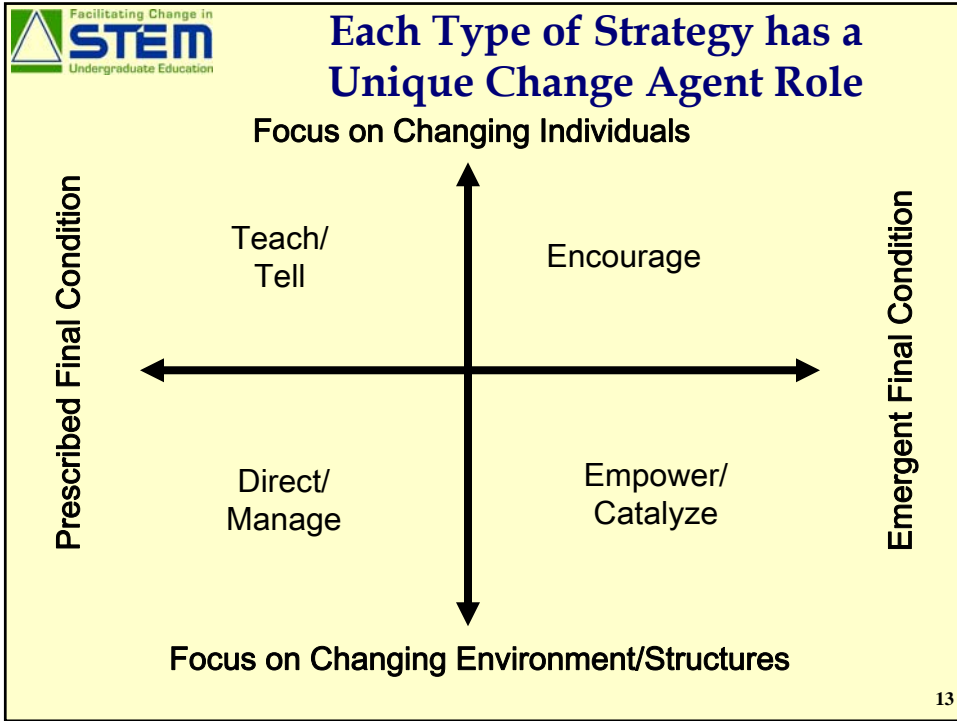 Facilitating Change in
STEM
Undergraduate Education
Each Type of Strategy has a
Unique Change Agent Role
Focus on Changing Individuals
Prescribed Final Condition
Teach/
Tell
Encourage
Emergent Final Condition
Direct/
Manage
Empower/
Catalyze
Focus on Changing Environment/Structures
13